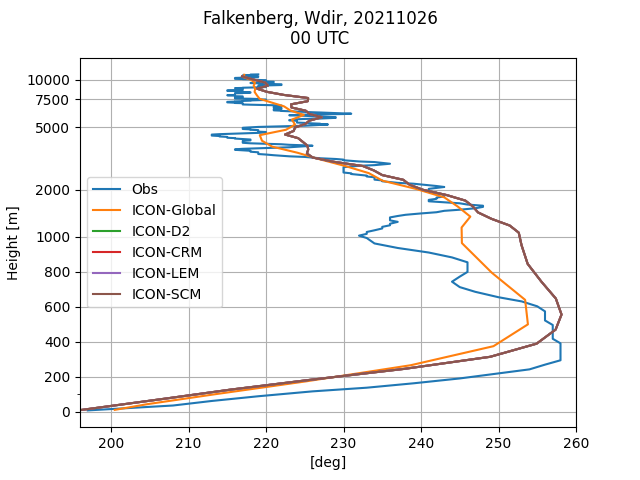 Falkenberg, Wdir, 20211026
00 UTC
10000
7500
5000
2000
1000
800
600
400
200
0
Height [m]
Obs
ICON-Global
ICON-D2
ICON-CRM
ICON-LEM
ICON-SCM
200
210
220
230
240
250
260
[deg]